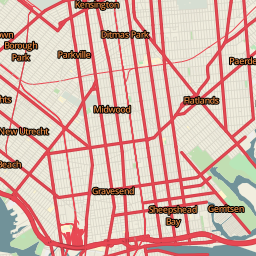 Kensington
Ditmas Park
own
Borough
Park
Parkville
Paerde
hts
Midwood
Flatlands
New Utrecht
Beach
Gravesend
Sheepshead
Bay
Gerritsen